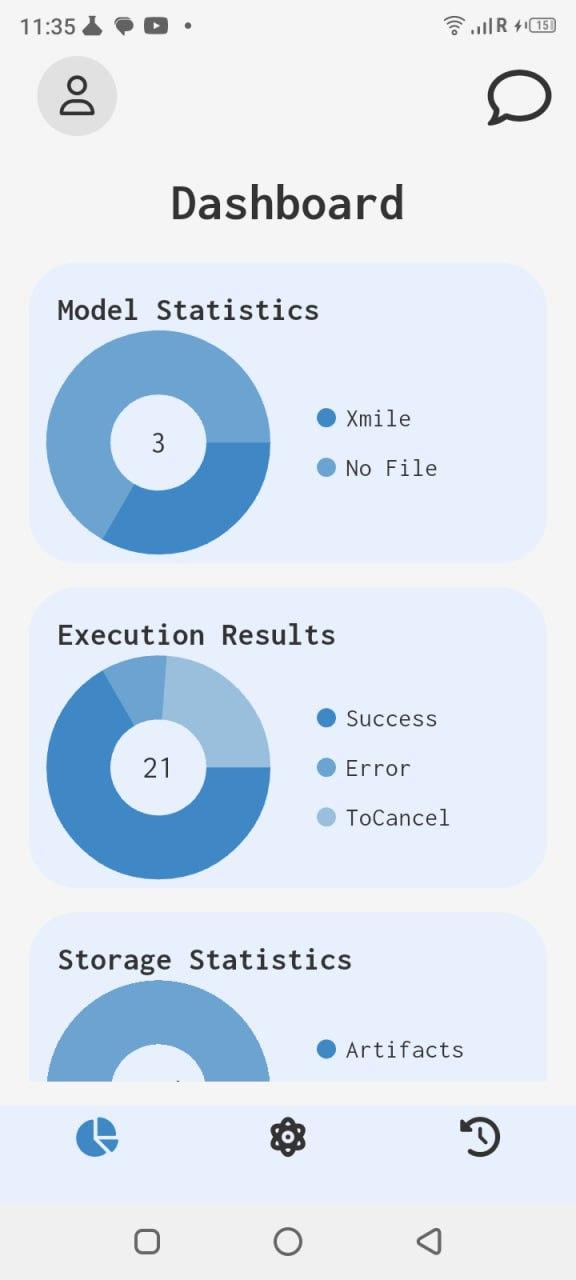 11:35 R 15
Dashboard
Model Statistics
3
Xmile
No File
Execution Results
21
Success
Error
ToCancel
Storage Statistics
Artifacts